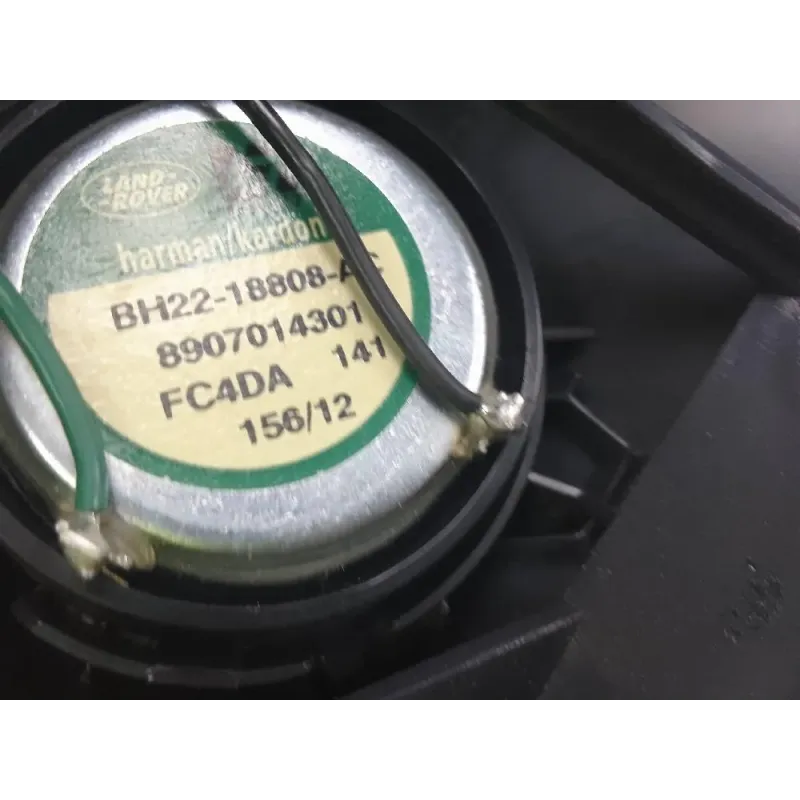 LAND-
ROVER
harman/kardon
BH22-18808-AC
8907014301
FC4DA 141
156/12